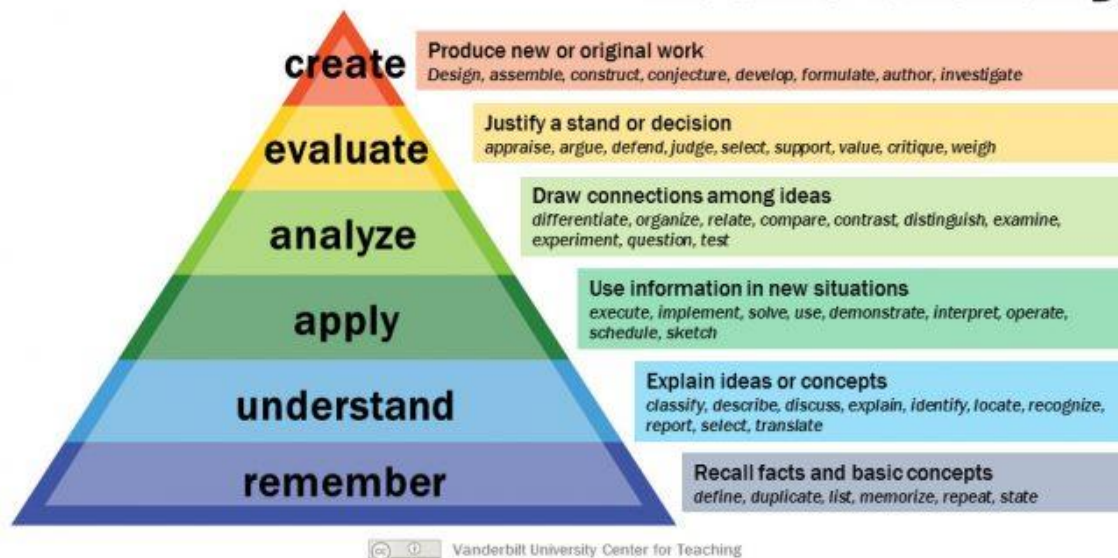 create
Produce new or original work
Design, assemble, construct, conjecture, develop, formulate, author, investigate
evaluate
Justify a stand or decision
appraise, argue, defend, judge, select, support, value, critique, weigh
analyze
Draw connections among ideas
differentiate, organize, relate, compare, contrast, distinguish, examine,
experiment, question, test
apply
Use information in new situations
execute, implement, solve, use, demonstrate, interpret, operate,
schedule, sketch
understand
Explain ideas or concepts
classify, describe, discuss, explain, identify, locate, recognize,
report, select, translate
remember
Recall facts and basic concepts
define, duplicate, list, memorize, repeat, state
cc Vanderbilt University Center for Teaching